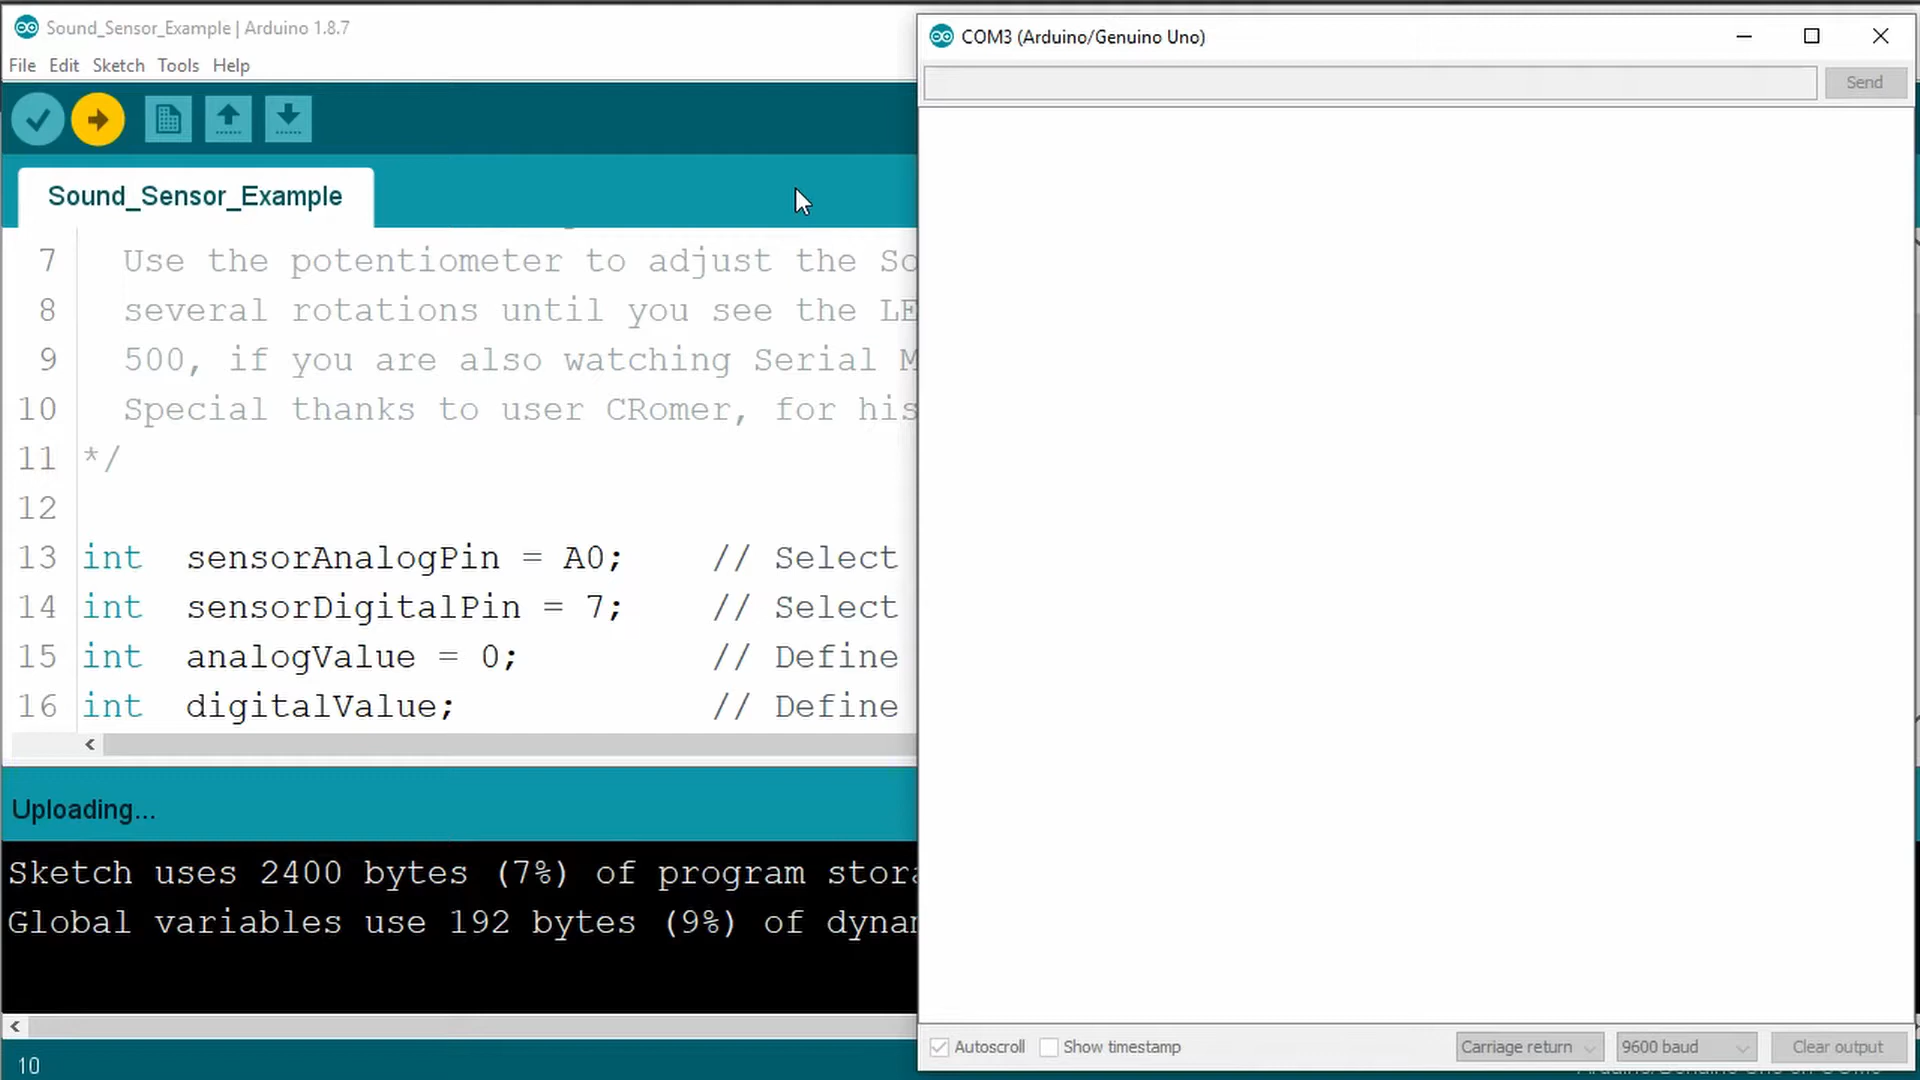 Sound_Sensor_Example | Arduino 1.8.7
File Edit Sketch Tools Help
Sound_Sensor_Example
7 Use the potentiometer to adjust the So
8 several rotations until you see the LE
9 500, if you are also watching Serial M
10 Special thanks to user CRomer, for his
11 */
12
13 int sensorAnalogPin = A0; // Select
14 int sensorDigitalPin = 7; // Select
15 int analogValue = 0; // Define
16 int digitalValue; // Define
Uploading...
Sketch uses 2400 bytes (7%) of program stora
Global variables use 192 bytes (9%) of dynam
10
COM3 (Arduino/Genuino Uno)
Send
Autoscroll Show timestamp Carriage return 9600 baud Clear output